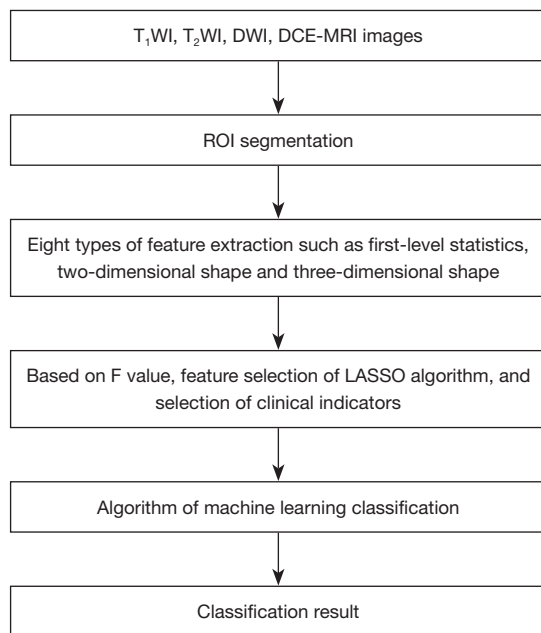 T₁WI, T₂WI, DWI, DCE-MRI images
ROI segmentation
Eight types of feature extraction such as first-level statistics,
two-dimensional shape and three-dimensional shape
Based on F value, feature selection of LASSO algorithm, and
selection of clinical indicators
Algorithm of machine learning classification
Classification result